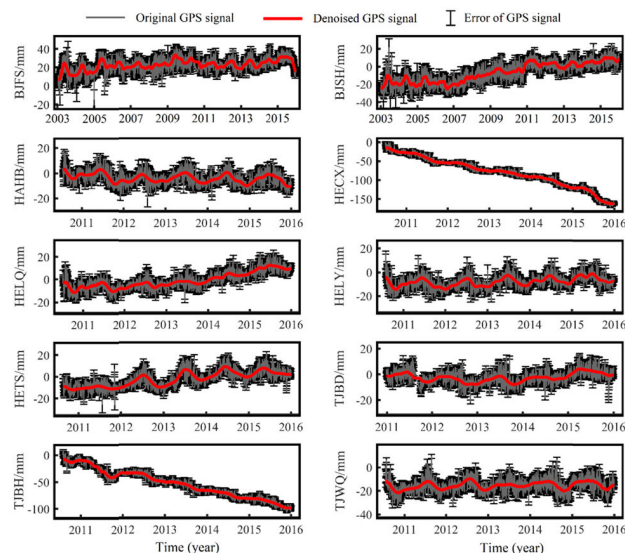 Original GPS signal Denoised GPS signal Error of GPS signal
BJFS/mm 40 20 0 -20
2003 2005 2007 2009 2011 2013 2015
BJSH/mm 20 0 -20 -40
2003 2005 2007 2009 2011 2013 2015
HAHB/mm 20 0 -20
2011 2012 2013 2014 2015 2016
HECX/mm 0 -50 -100 -150
2011 2012 2013 2014 2015 2016
HELQ/mm 20 0 -20
2011 2012 2013 2014 2015 2016
HELY/mm 20 0 -20
2011 2012 2013 2014 2015 2016
HETS/mm 20 0 -20
2011 2012 2013 2014 2015 2016
TJBD/mm 20 0 -20
2011 2012 2013 2014 2015 2016
TJBH/mm 0 -50 -100
2011 2012 2013 2014 2015 2016
TJWQ/mm 20 0 -20 -40
2011 2012 2013 2014 2015 2016
Time (year) Time (year)